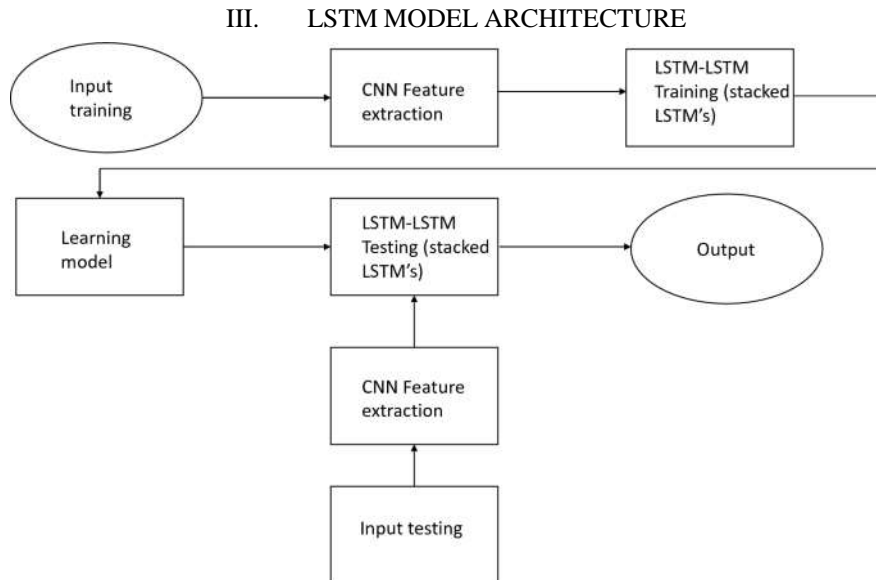 III. LSTM MODEL ARCHITECTURE
Input
training
CNN Feature
extraction
LSTM-LSTM
Training (stacked
LSTM's)
Learning
model
LSTM-LSTM
Testing (stacked
LSTM's)
Output
CNN Feature
extraction
Input testing